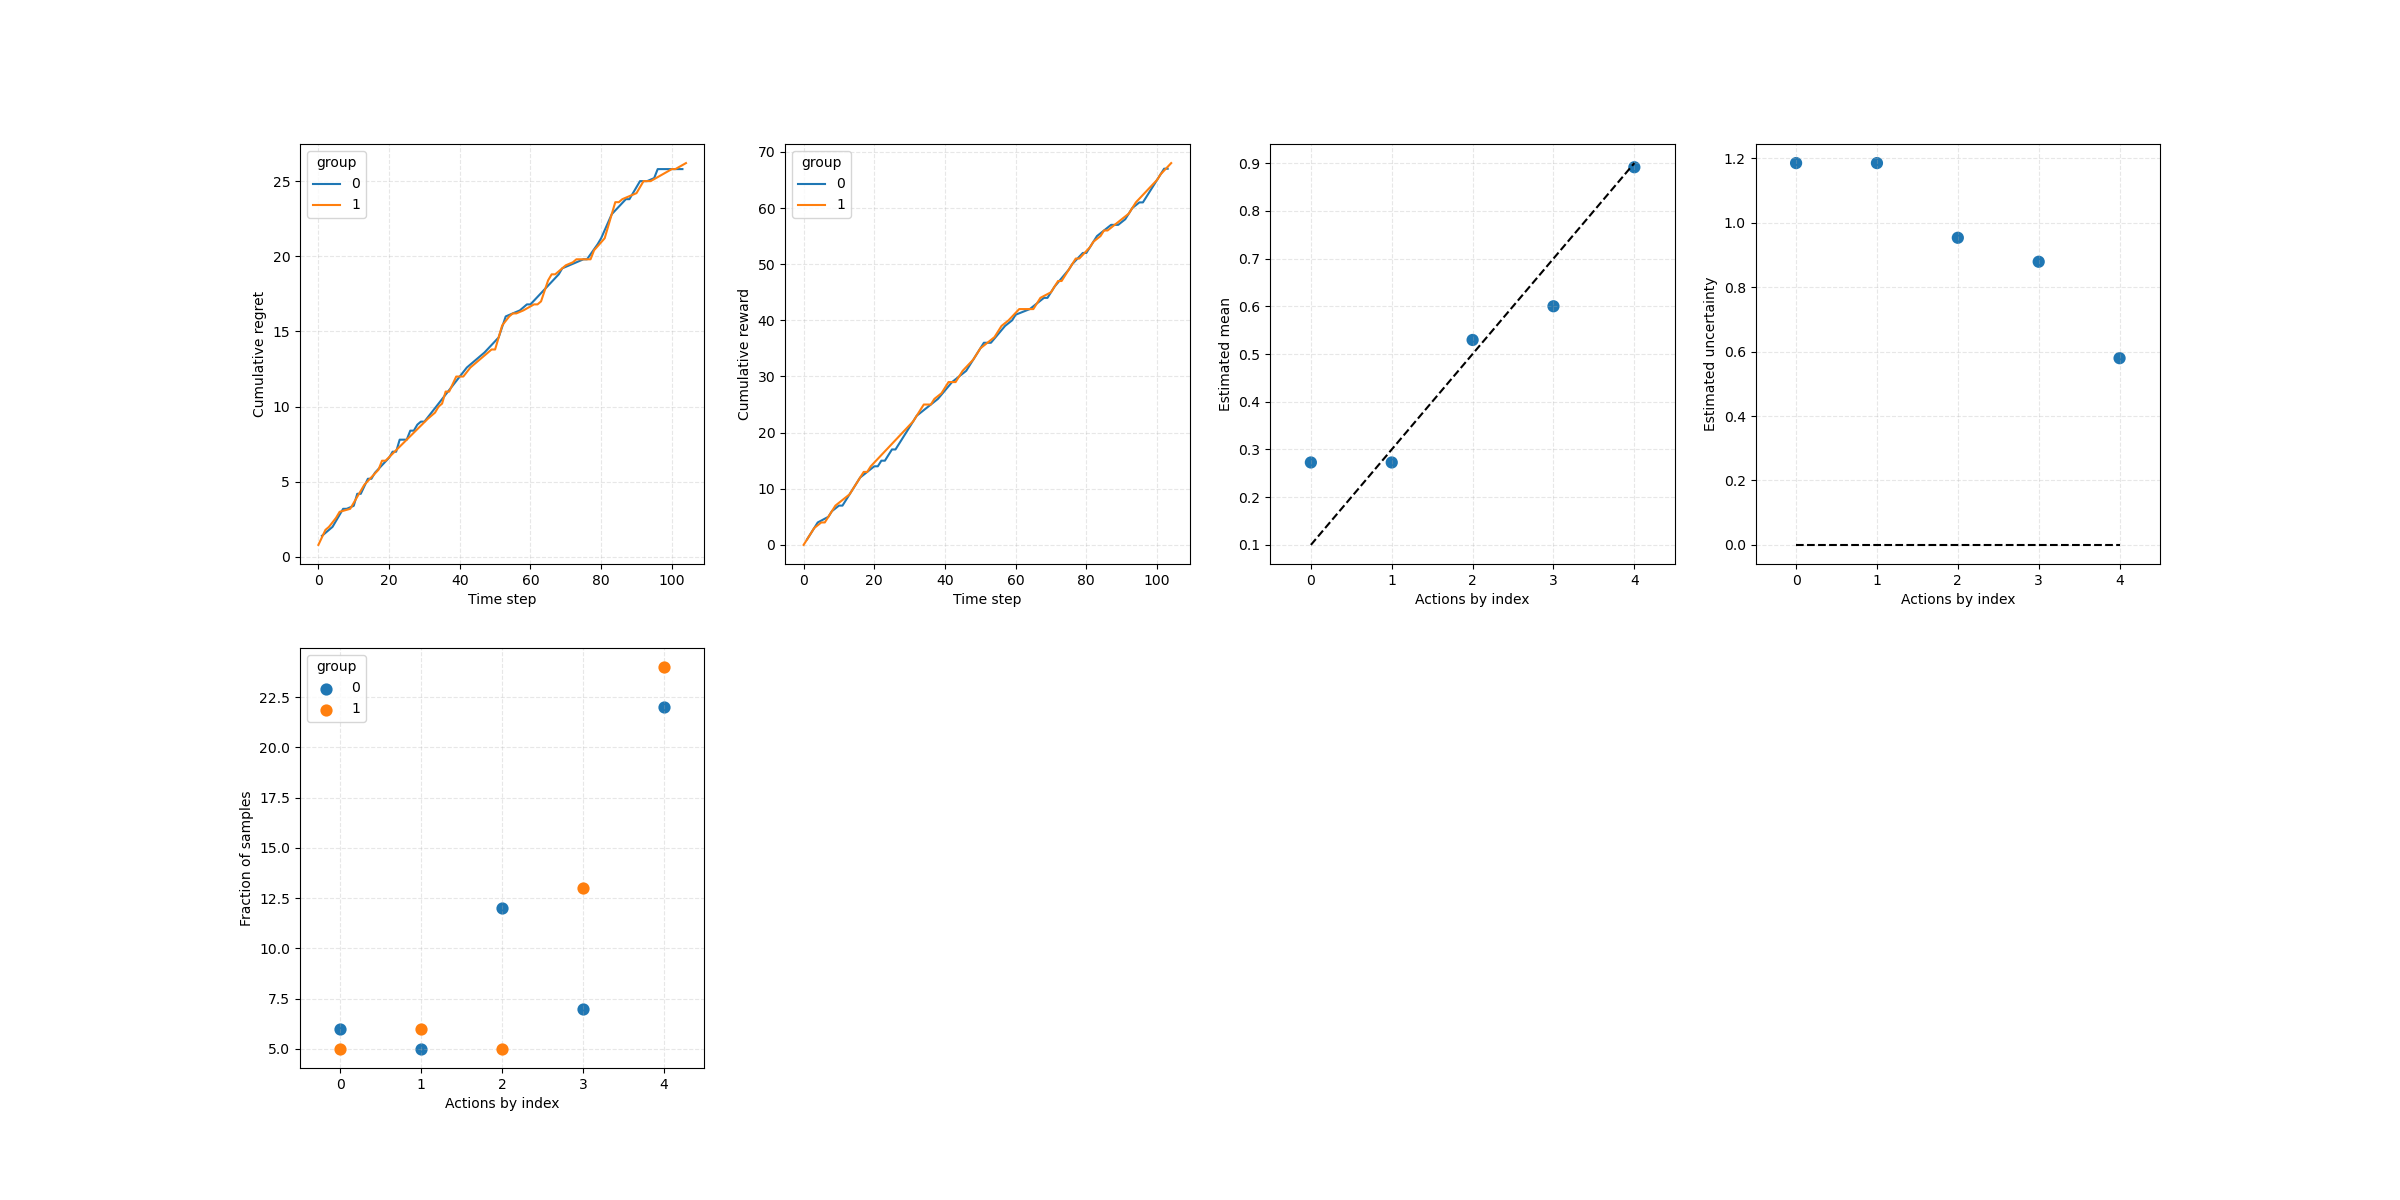 group
0
1
25
20
15
10
5
0
Cumulative regret
0 20 40 60 80 100
Time step
group
0
1
70
60
50
40
30
20
10
0
Cumulative reward
0 20 40 60 80 100
Time step
0.9
0.8
0.7
0.6
0.5
0.4
0.3
0.2
0.1
Estimated mean
0 1 2 3 4
Actions by index
1.2
1.0
0.8
0.6
0.4
0.2
0.0
Estimated uncertainty
0 1 2 3 4
Actions by index
group
0
1
22.5
20.0
17.5
15.0
12.5
10.0
7.5
5.0
Fraction of samples
0 1 2 3 4
Actions by index